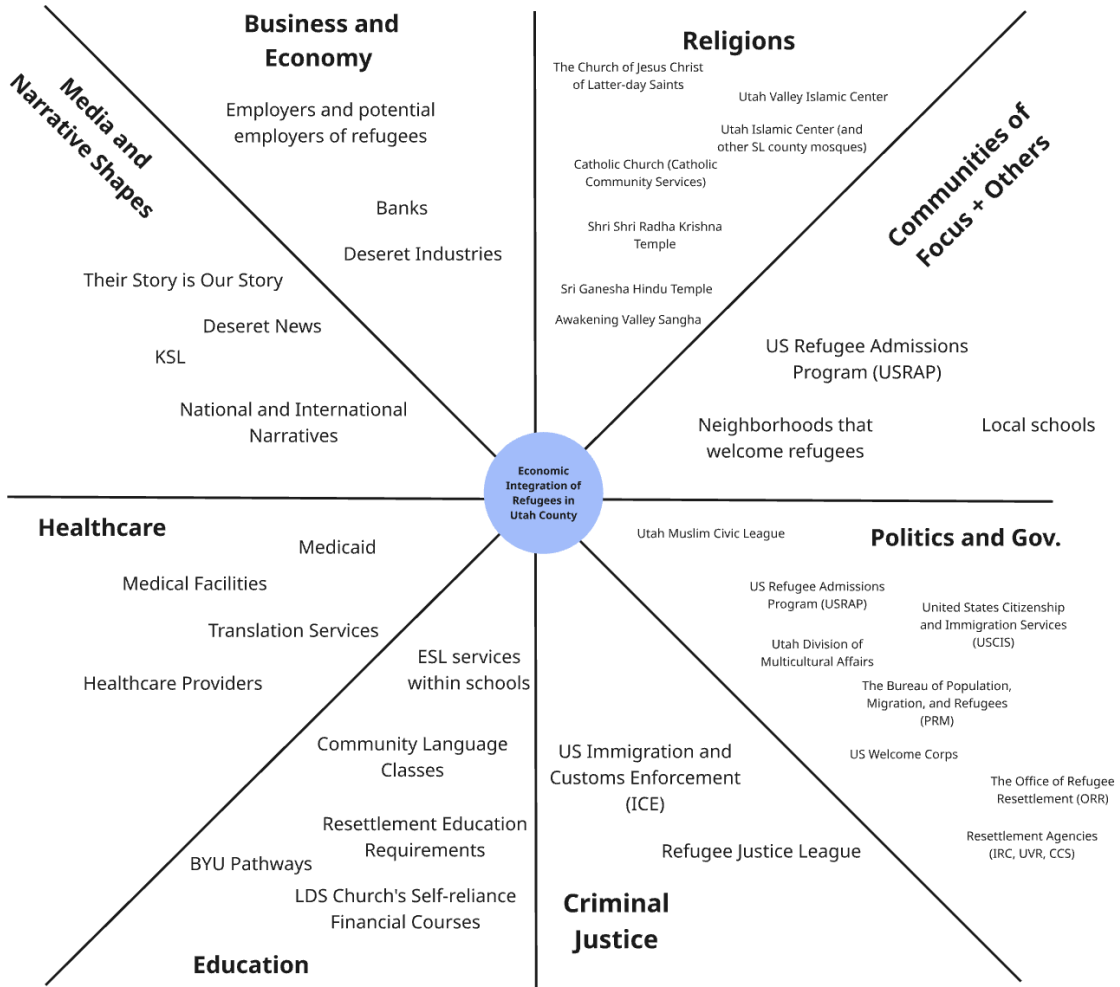 Business and
Economy
Employers and potential
employers of refugees
Banks
Deseret Industries
Religions
The Church of Jesus Christ
of Latter-day Saints
Utah Valley Islamic Center
Utah Islamic Center (and
other SL county mosques)
Catholic Church (Catholic
Community Services)
Shri Shri Radha Krishna
Temple
Sri Ganesha Hindu Temple
Awakening Valley Sangha
Communities of
Focus + Others
US Refugee Admissions
Program (USRAP)
Neighborhoods that
welcome refugees
Local schools
Media and
Narrative Shapes
Their Story is Our Story
Deseret News
KSL
National and International
Narratives
Economic
Integration of
Refugees in
Utah County
Healthcare
Medicaid
Medical Facilities
Translation Services
Healthcare Providers
ESL services
within schools
Community Language
Classes
Resettlement Education
Requirements
BYU Pathways
LDS Church's Self-reliance
Financial Courses
Education
US Immigration and
Customs Enforcement
(ICE)
Refugee Justice League
Criminal
Justice
Utah Muslim Civic League
Politics and Gov.
US Refugee Admissions
Program (USRAP)
United States Citizenship
and Immigration Services
(USCIS)
Utah Division of
Multicultural Affairs
The Bureau of Population,
Migration, and Refugees
(PRM)
US Welcome Corps
The Office of Refugee
Resettlement (ORR)
Resettlement Agencies
(IRC, UVR, CCS)